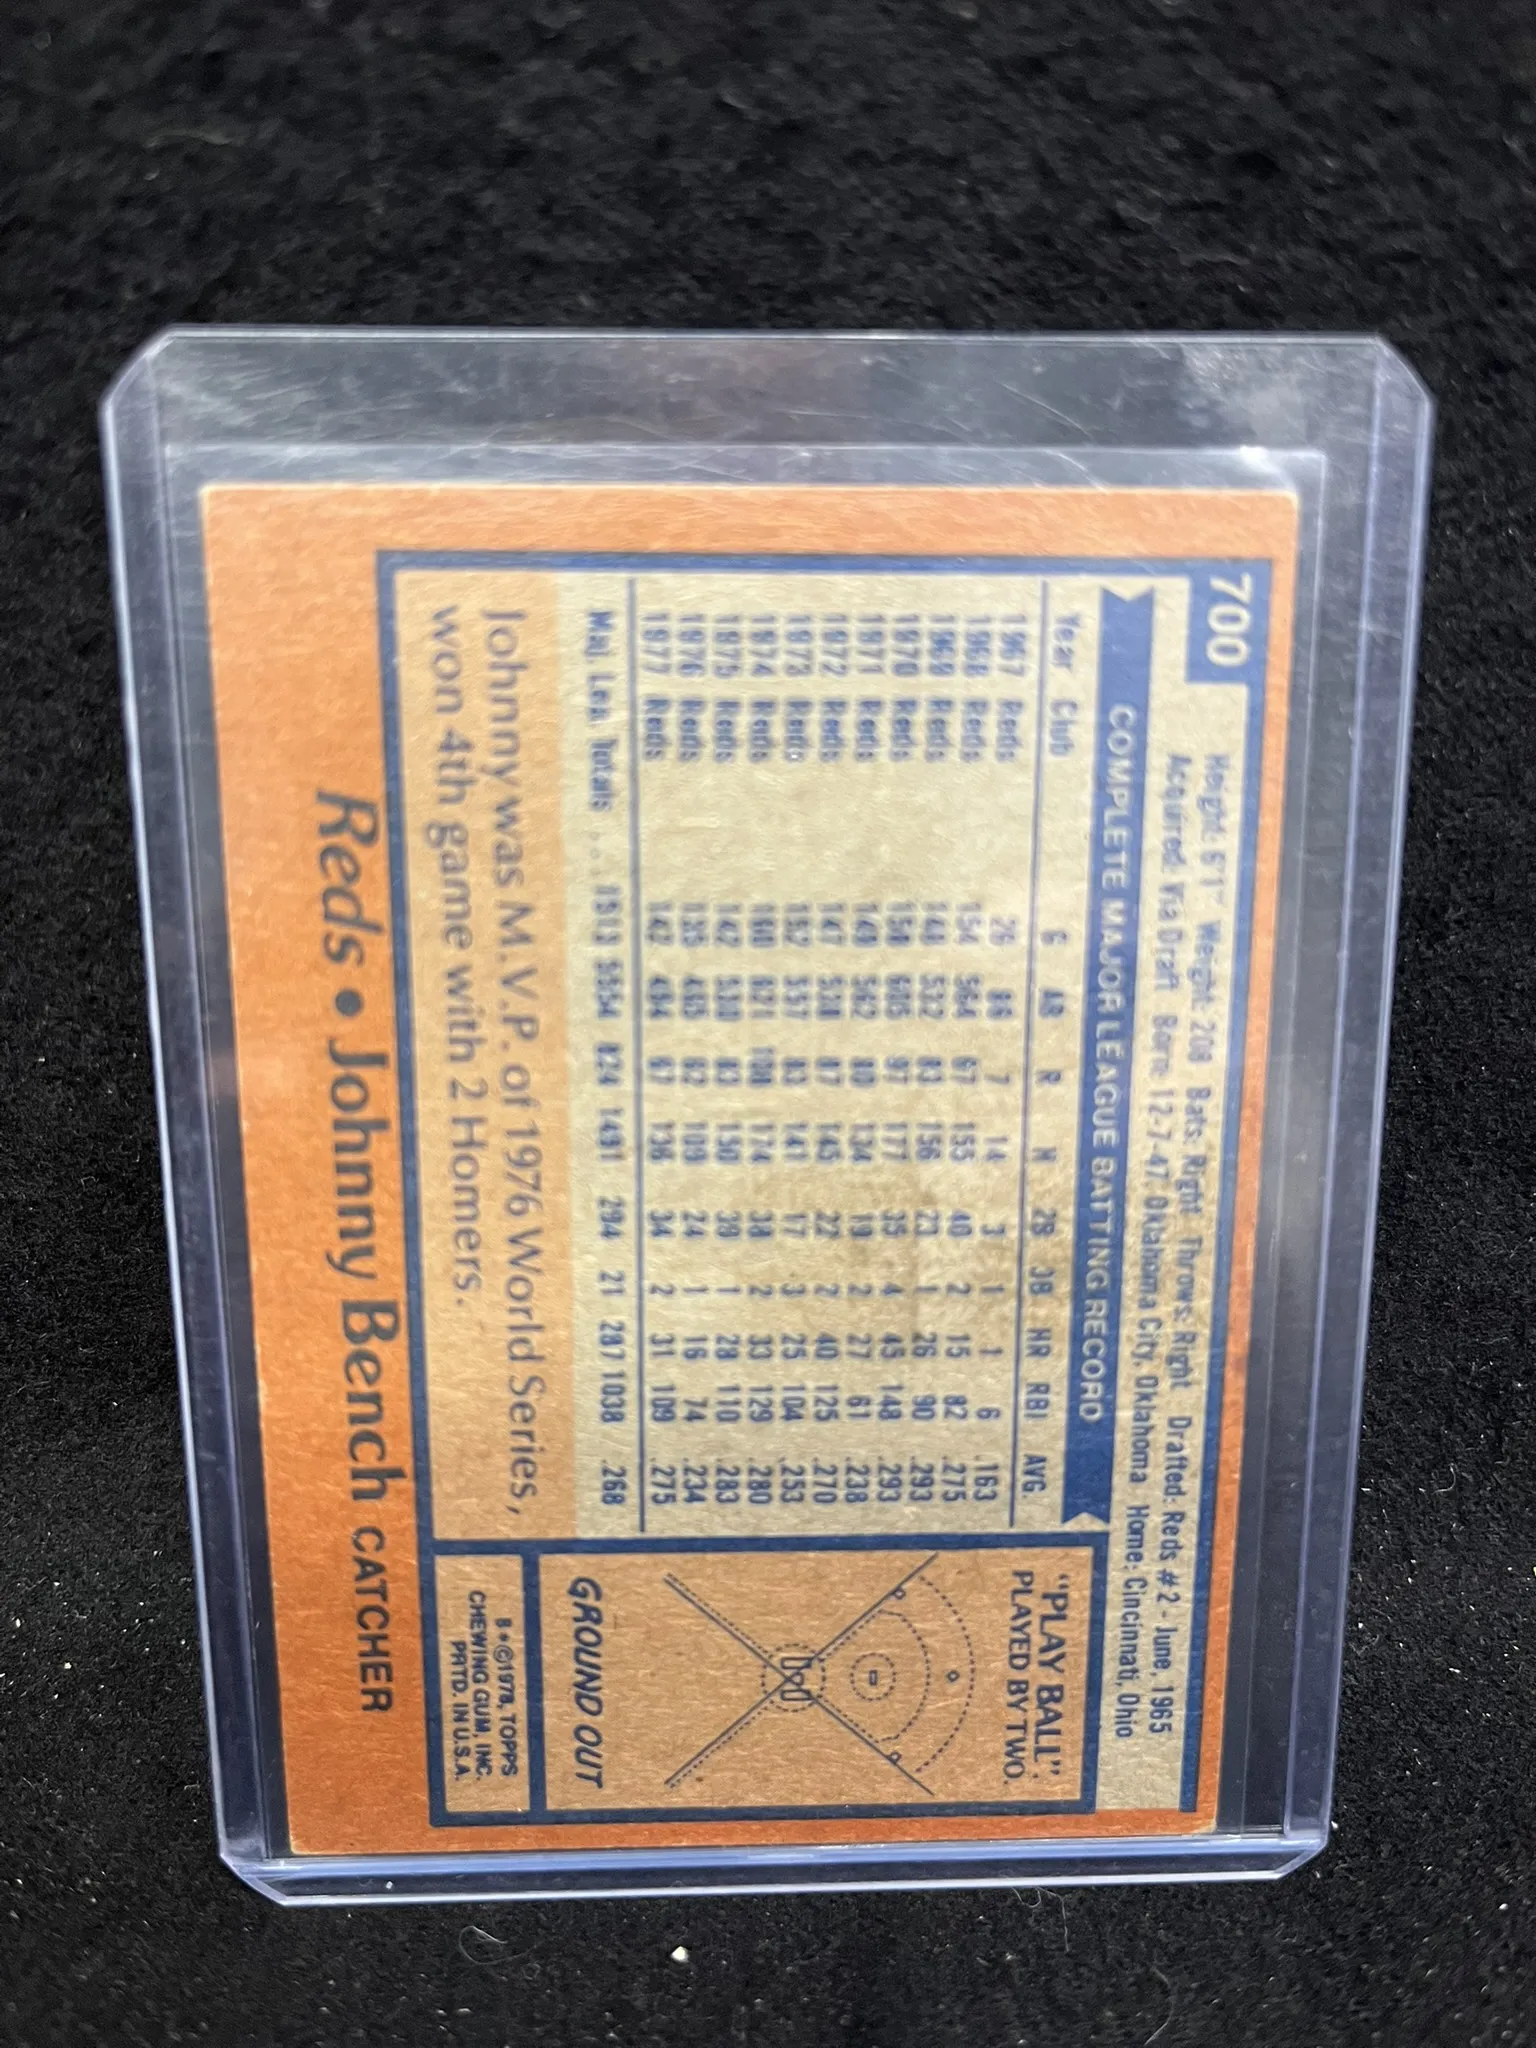 700
Height: 6'1" Weight: 208 Bats: Right Throws: Right Drafted: Reds #2 - June, 1965
Acquired: Via Draft Born: 12-7-47, Oklahoma City, Oklahoma Home: Cincinnati, Ohio
COMPLETE MAJOR LEAGUE BATTING RECORD
Year Club G AB R H 2B 3B HR RBI AVG.
1967 Reds 26 86 7 14 3 1 1 6 .163
1968 Reds 154 564 67 155 40 2 15 82 .275
1969 Reds 148 532 83 156 23 1 26 90 .293
1970 Reds 158 605 97 177 35 4 45 148 .293
1971 Reds 149 562 80 134 19 2 27 61 .238
1972 Reds 147 538 87 145 22 2 40 125 .270
1973 Reds 152 557 83 141 17 3 25 104 .253
1974 Reds 160 621 108 174 38 2 33 129 .280
1975 Reds 142 530 83 150 39 1 28 110 .283
1976 Reds 135 465 62 109 24 1 16 74 .234
1977 Reds 142 494 67 136 34 2 31 109 .275
Maj. Lea. Totals ... 1513 5554 824 1491 294 21 287 1038 .268
Johnny was M.V.P. of 1976 World Series,
won 4th game with 2 Homers.
"PLAY BALL":
PLAYED BY TWO.
GROUND OUT
B•©1978, TOPPS
CHEWING GUM INC.
PRTD. IN U.S.A.
Reds • Johnny Bench CATCHER